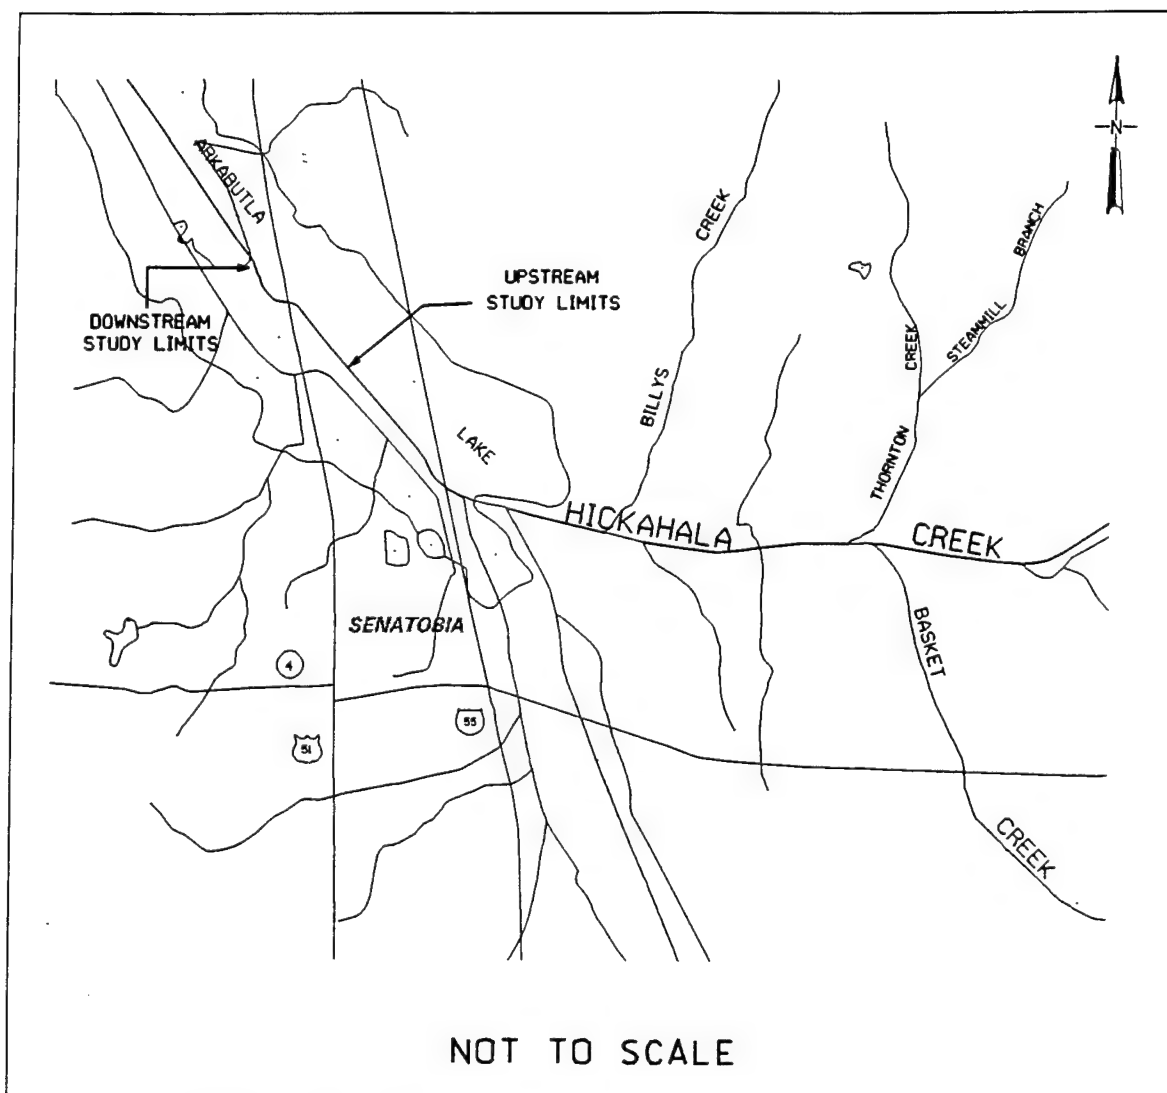 N
ARKABUTLA
CREEK
BRANCH
UPSTREAM
STUDY LIMITS
DOWNSTREAM
STUDY LIMITS
STEAMMILL
CREEK
BILLYS
LAKE
THORNTON
HICKAHALA
CREEK
SENATOBIA
BASKET
4
55
51
CREEK
NOT TO SCALE